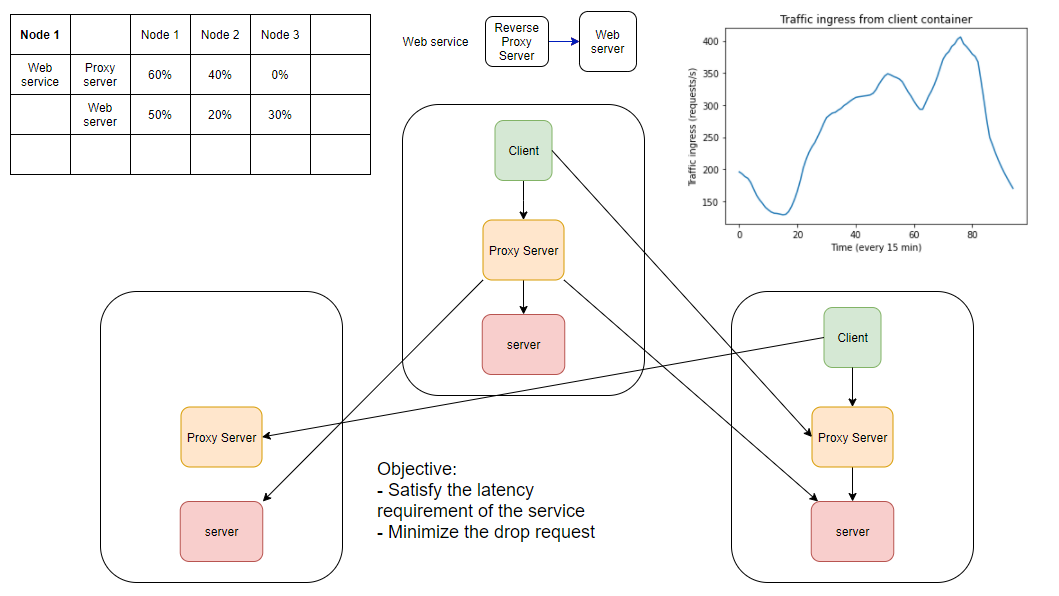 Node 1 Node 1 Node 2 Node 3
Web service Proxy server 60% 40% 0%
Web server 50% 20% 30%
Web service
Reverse
Proxy
Server
Web
server
Traffic ingress from client container
Traffic ingress (requests/s)
400
350
300
250
200
150
0 20 40 60 80
Time (every 15 min)
Client
Proxy Server
server
Proxy Server
server
Client
Proxy Server
server
Objective:
- Satisfy the latency
requirement of the service
- Minimize the drop request